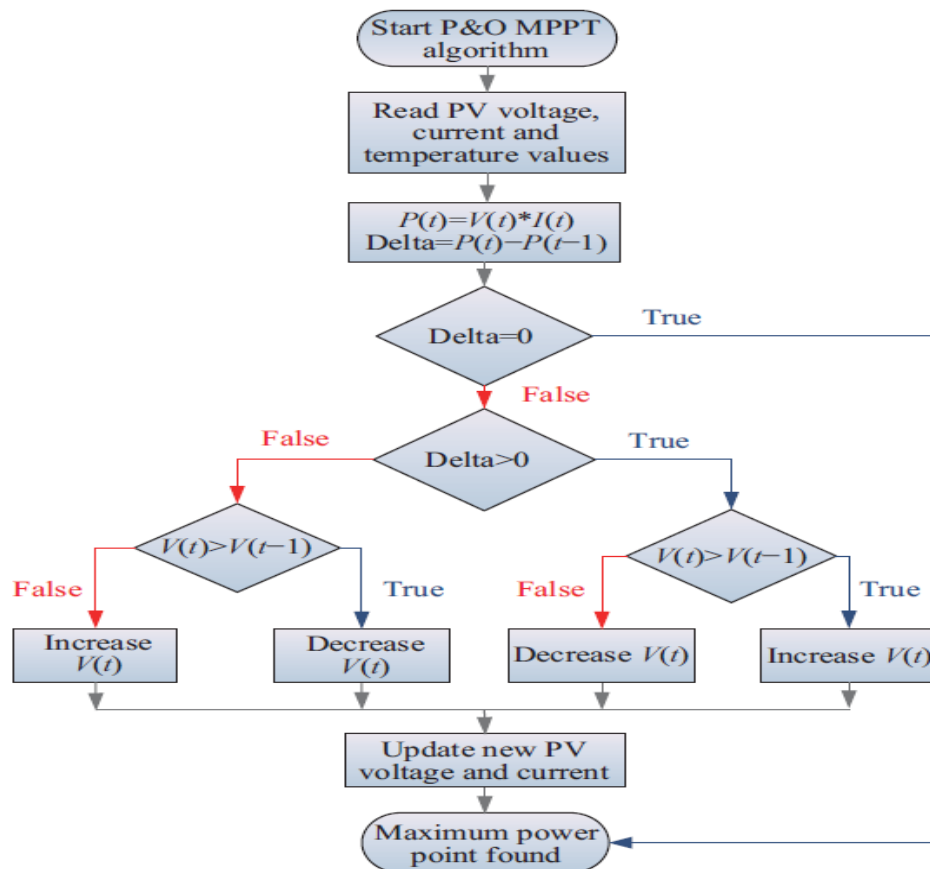 Start P&O MPPT
algorithm
Read PV voltage,
current and
temperature values
P(t)=V(t)*I(t)
Delta=P(t)−P(t−1)
Delta=0
True
False
Delta>0
False
True
V(t)>V(t−1)
False
True
V(t)>V(t−1)
False
True
Increase
V(t)
Decrease
V(t)
Decrease V(t)
Increase V(t)
Update new PV
voltage and current
Maximum power
point found